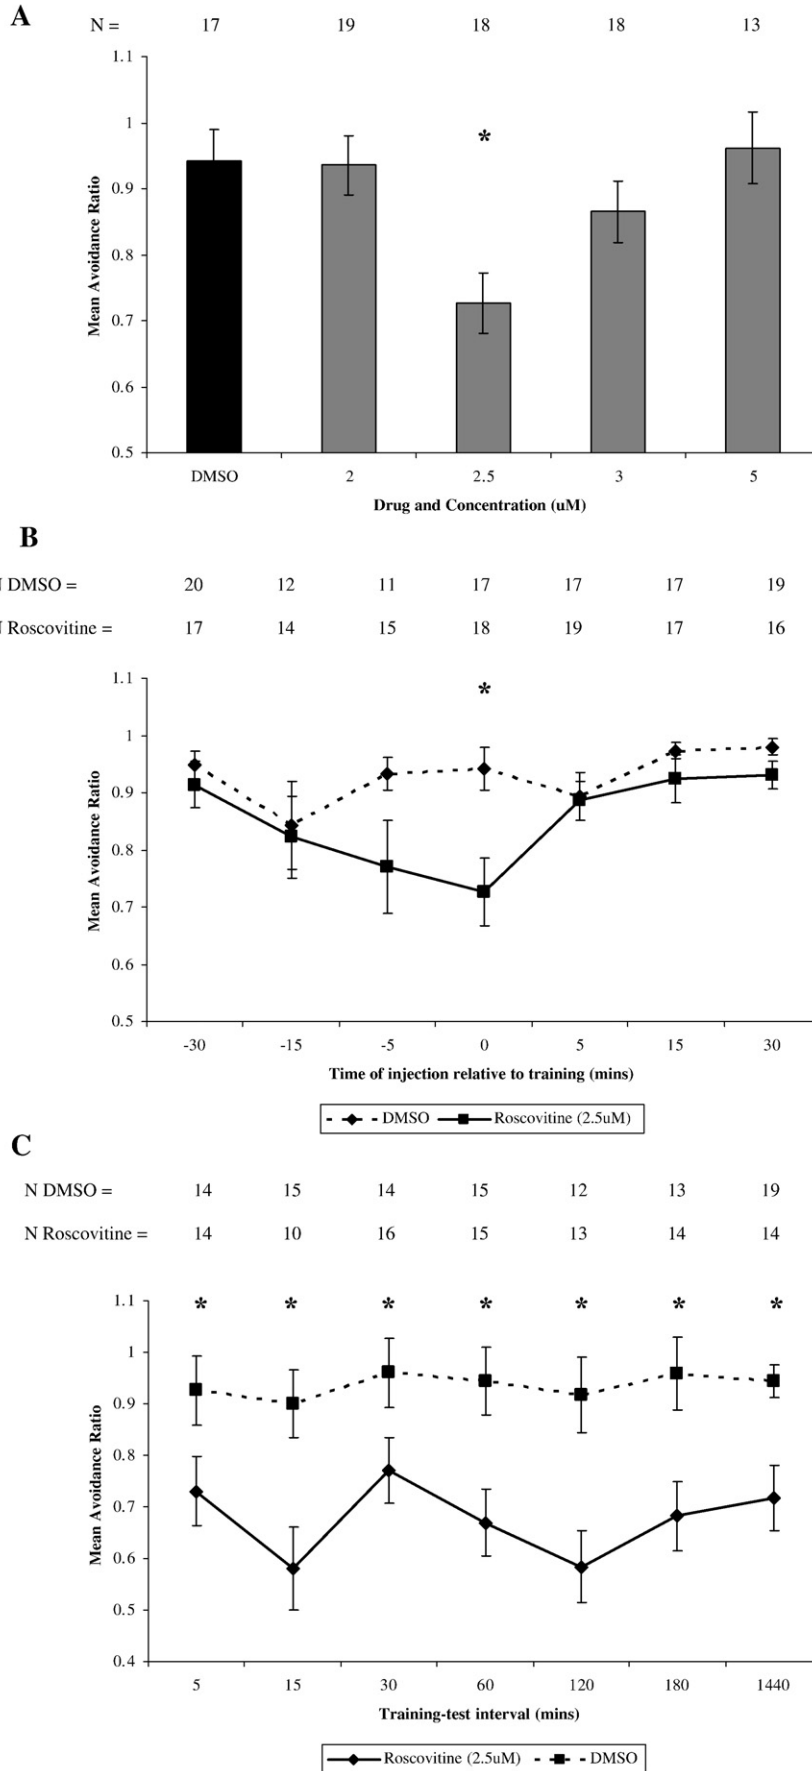 A
N = 17 19 18 18 13
1.1
1
0.9
0.8
0.7
0.6
0.5
Mean Avoidance Ratio
*
DMSO 2 2.5 3 5
Drug and Concentration (uM)
B
N DMSO = 20 12 11 17 17 17 19
N Roscovitine = 17 14 15 18 19 17 16
1.1
1
0.9
0.8
0.7
0.6
0.5
Mean Avoidance Ratio
*
-30 -15 -5 0 5 15 30
Time of injection relative to training (mins)
DMSO Roscovitine (2.5uM)
C
N DMSO = 14 15 14 15 12 13 19
N Roscovitine = 14 10 16 15 13 14 14
1.1
1
0.9
0.8
0.7
0.6
0.5
0.4
Mean Avoidance Ratio
* * * * * * *
5 15 30 60 120 180 1440
Training-test interval (mins)
Roscovitine (2.5uM) DMSO